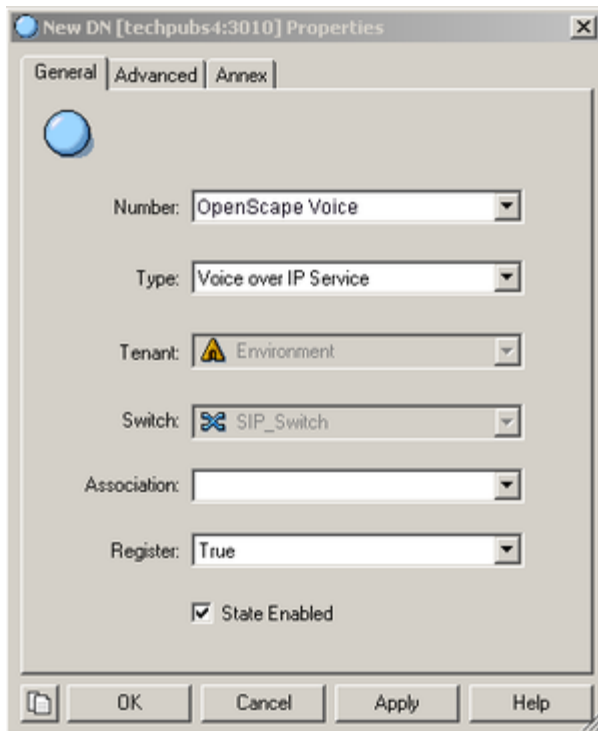 New DN [techpubs4:3010] Properties
General Advanced Annex
Number: OpenScape Voice
Type: Voice over IP Service
Tenant: Environment
Switch: SIP_Switch
Association:
Register: True
State Enabled
OK Cancel Apply Help